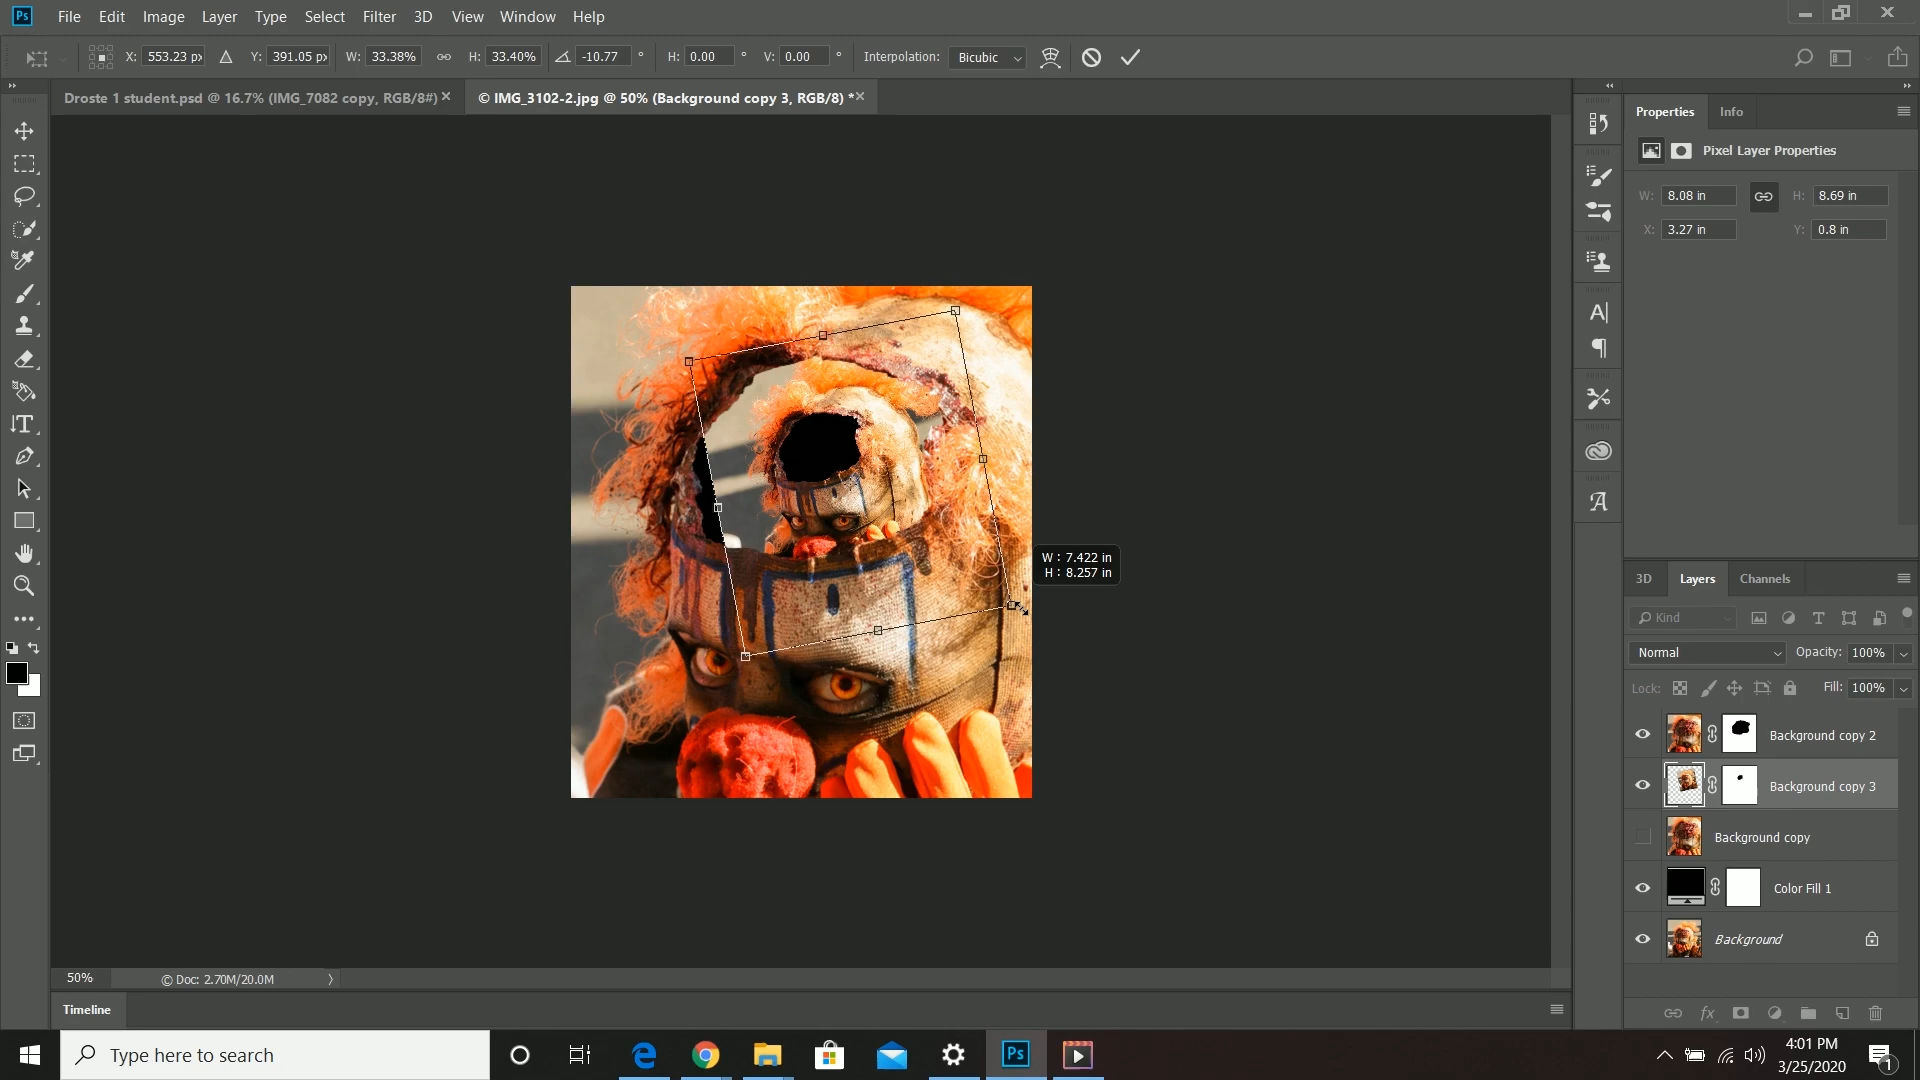 Ps File Edit Image Layer Type Select Filter 3D View Window Help
X: 553.23 px Y: 391.05 px W: 33.38% H: 33.40% -10.77 ° H: 0.00 ° V: 0.00 ° Interpolation: Bicubic
Droste 1 student.psd @ 16.7% (IMG_7082 copy, RGB/8#) × © IMG_3102-2.jpg @ 50% (Background copy 3, RGB/8) * ×
Properties Info
Pixel Layer Properties
W: 8.08 in H: 8.69 in
X: 3.27 in Y: 0.8 in
W : 7.422 in
H : 8.257 in
3D Layers Channels
Kind
Normal Opacity: 100%
Lock: Fill: 100%
Background copy 2
Background copy 3
Background copy
Color Fill 1
Background
50% © Doc: 2.70M/20.0M
Timeline
Type here to search
Ps
4:01 PM
3/25/2020
1